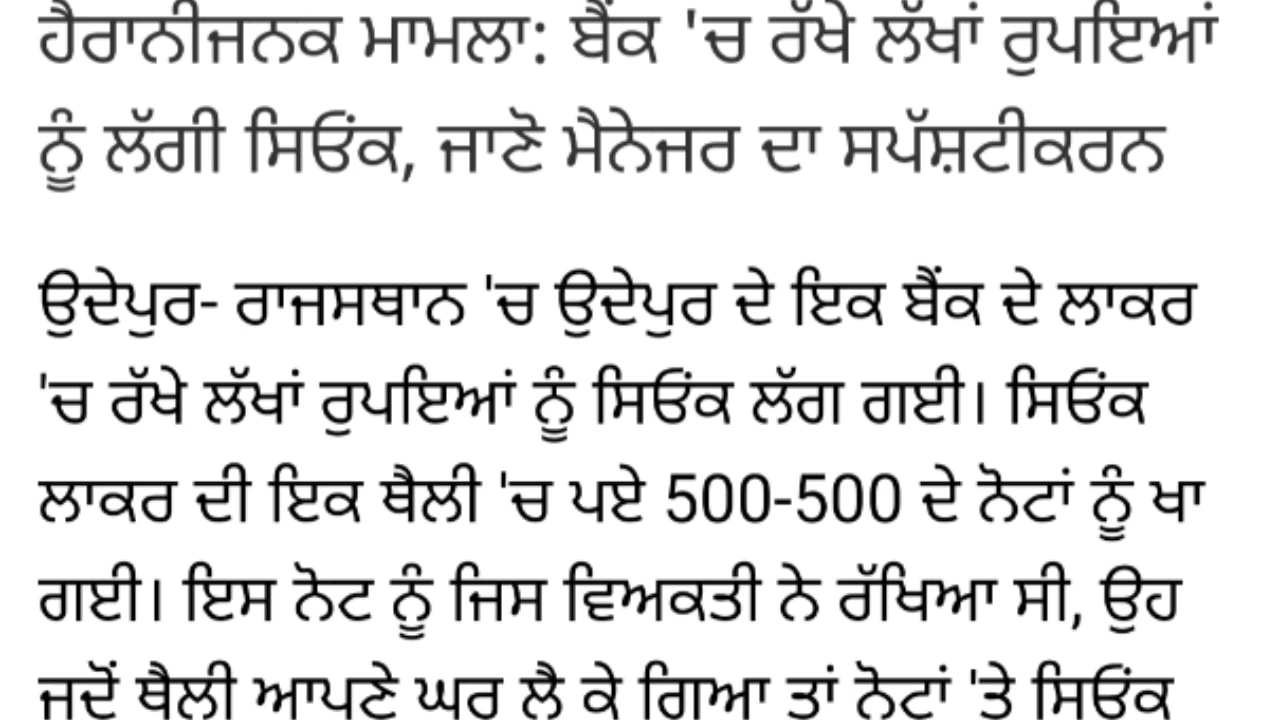 ਹੈਰਾਨੀਜਨਕ ਮਾਮਲਾ: ਬੈਂਕ 'ਚ ਰੱਖੇ ਲੱਖਾਂ ਰੁਪਇਆਂ
ਨੂੰ ਲੱਗੀ ਸਿਓਂਕ, ਜਾਣੋ ਮੈਨੇਜਰ ਦਾ ਸਪੱਸ਼ਟੀਕਰਨ
ਉਦੇਪੁਰ- ਰਾਜਸਥਾਨ 'ਚ ਉਦੇਪੁਰ ਦੇ ਇਕ ਬੈਂਕ ਦੇ ਲਾਕਰ
'ਚ ਰੱਖੇ ਲੱਖਾਂ ਰੁਪਇਆਂ ਨੂੰ ਸਿਓਂਕ ਲੱਗ ਗਈ। ਸਿਓਂਕ
ਲਾਕਰ ਦੀ ਇਕ ਥੈਲੀ 'ਚ ਪਏ 500-500 ਦੇ ਨੋਟਾਂ ਨੂੰ ਖਾ
ਗਈ। ਇਸ ਨੋਟ ਨੂੰ ਜਿਸ ਵਿਅਕਤੀ ਨੇ ਰੱਖਿਆ ਸੀ, ਉਹ
ਜਦੋਂ ਥੈਲੀ ਆਪਣੇ ਘਰ ਲੈ ਕੇ ਗਿਆ ਤਾਂ ਨੋਟਾਂ 'ਤੇ ਸਿਓਂਕ